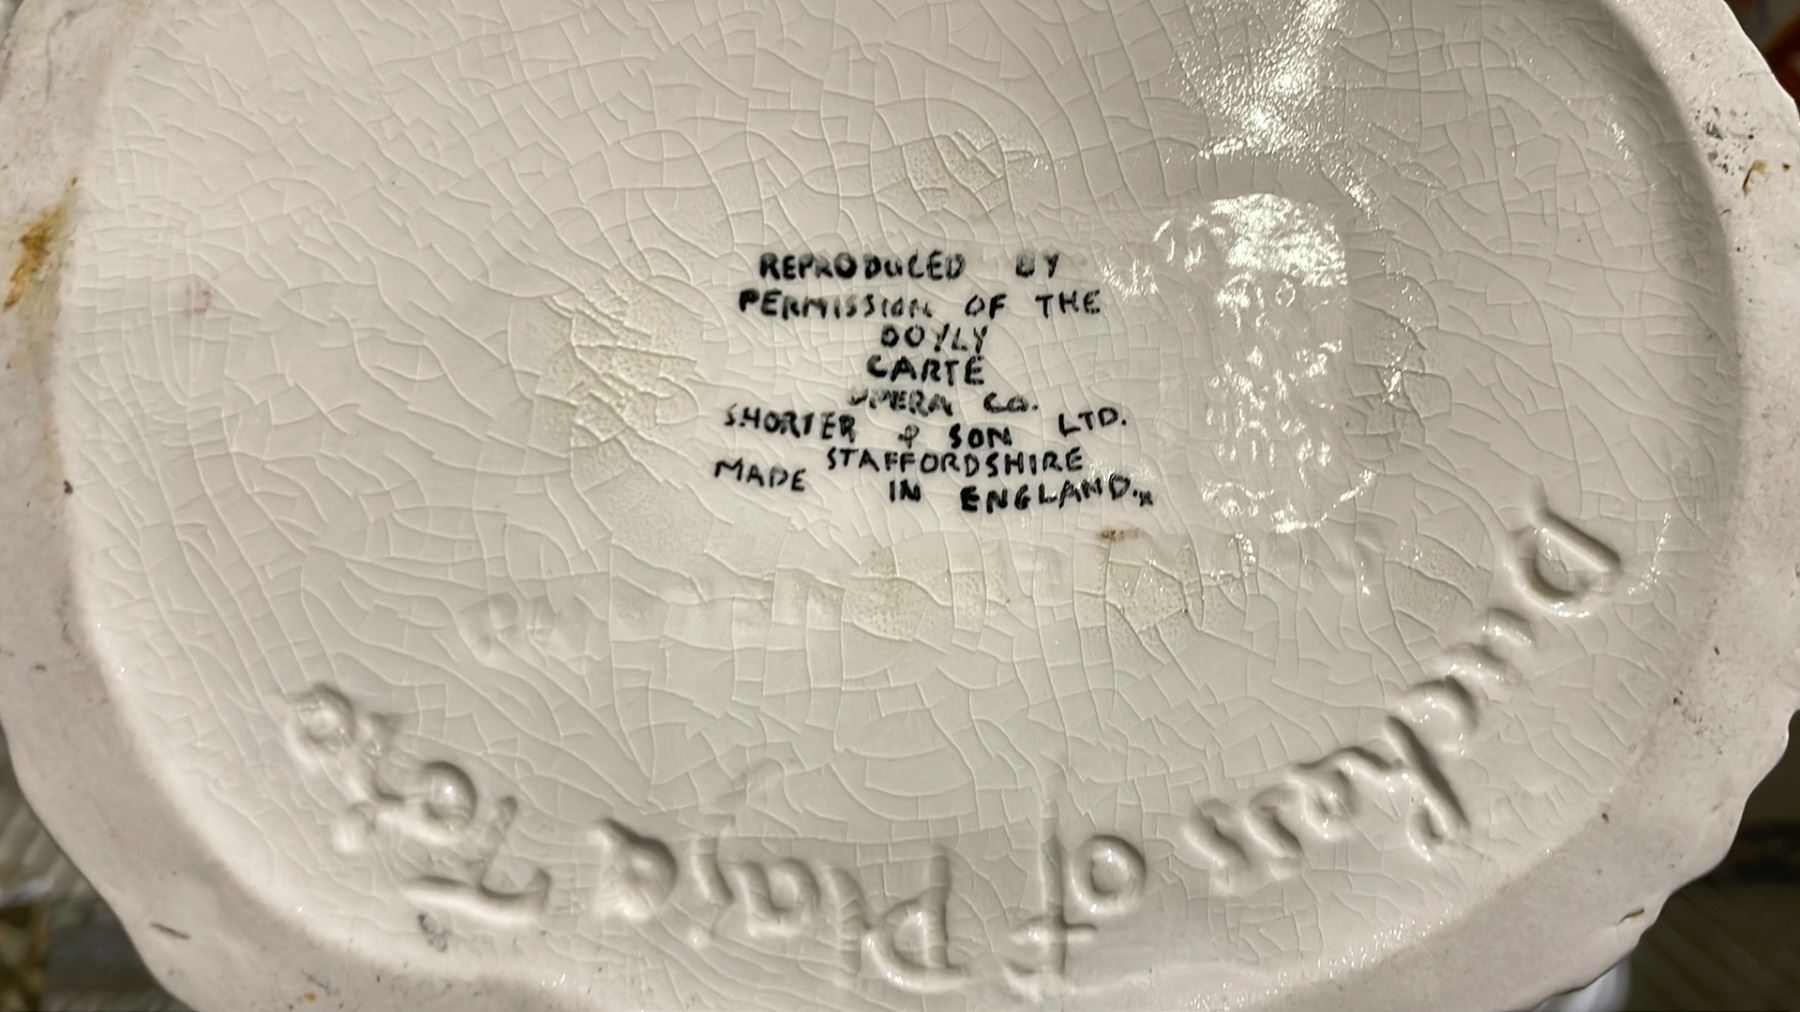 REPRODUCED BY
PERMISSION OF THE
DOYLY
CARTE
OPERA CO.
SHORTER & SON LTD.
STAFFORDSHIRE
MADE IN ENGLAND.
Duchess of Plaza Toro